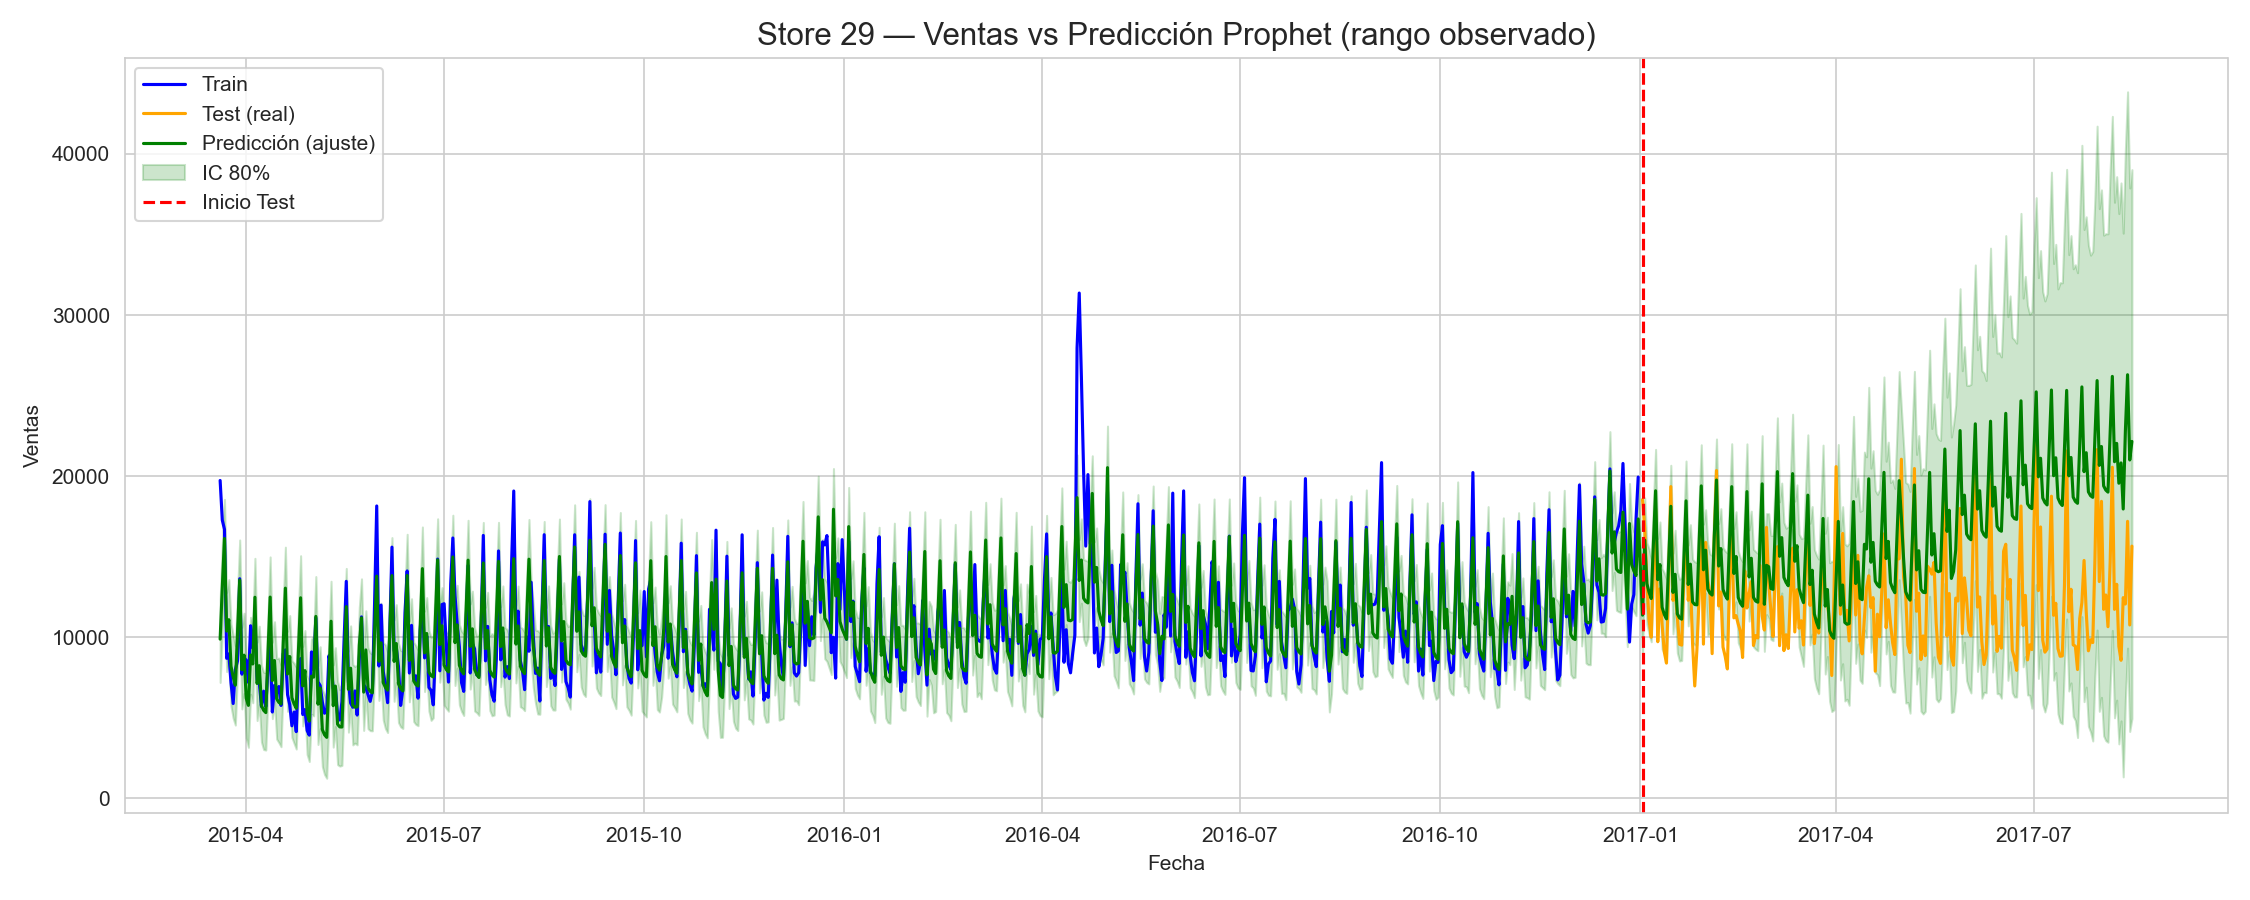 Store 29 — Ventas vs Predicción Prophet (rango observado)
Train
Test (real)
Predicción (ajuste)
IC 80%
Inicio Test
Ventas
40000
30000
20000
10000
0
2015-04 2015-07 2015-10 2016-01 2016-04 2016-07 2016-10 2017-01 2017-04 2017-07
Fecha